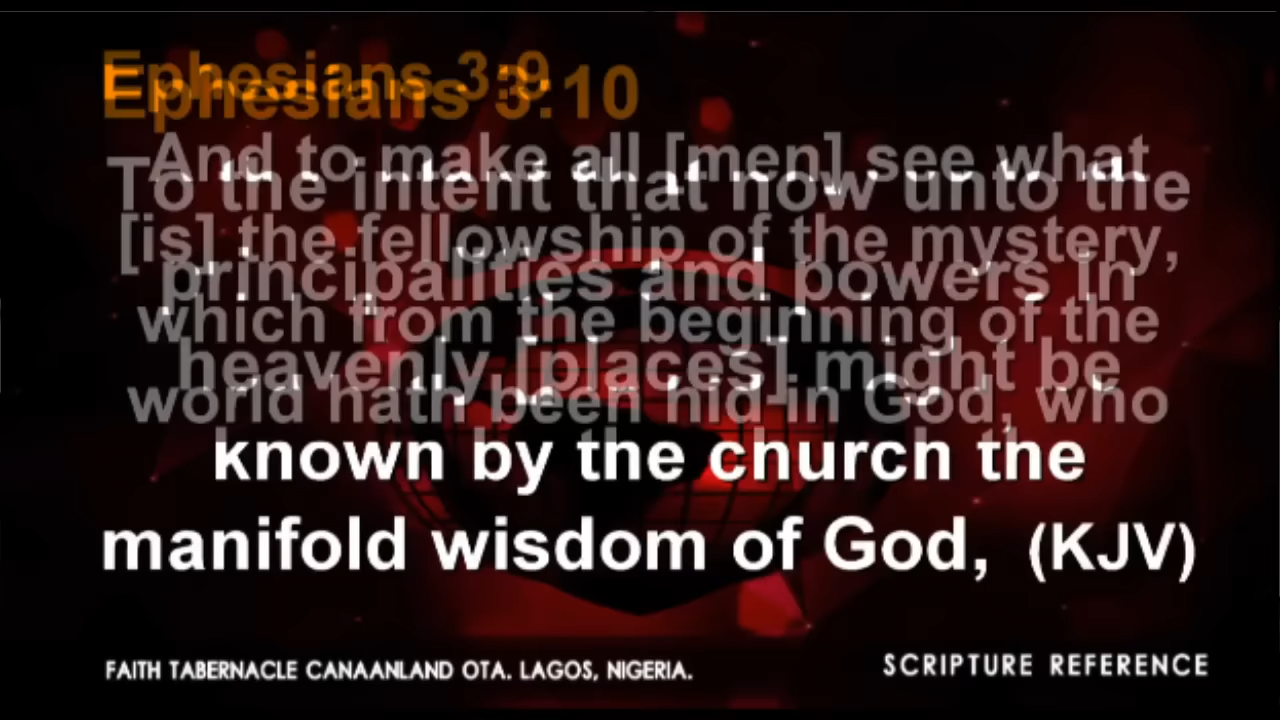 Ephesians 3:9
And to make all [men] see what
[is] the fellowship of the mystery,
which from the beginning of the
world hath been hid in God, who
Ephesians 3:10
To the intent that now unto the
principalities and powers in
heavenly [places] might be
known by the church the
manifold wisdom of God, (KJV)
FAITH TABERNACLE CANAANLAND OTA. LAGOS, NIGERIA.
SCRIPTURE REFERENCE